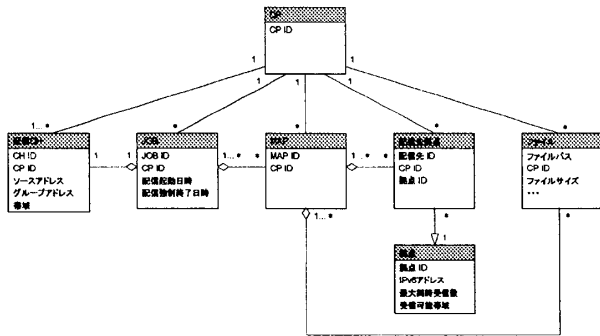 CP
CP ID
1
1
1
1
1
1...*
*
*
*
*
配信CH
CH ID
CP ID
ソースアドレス
グループアドレス
帯域
1
1
JOB
JOB ID
CP ID
配信起動日時
配信強制終了日時
1...*
*
MAP
MAP ID
CP ID
1..*
*
配信先拠点
配信先 ID
CP ID
拠点 ID
ファイル
ファイルパス
CP ID
ファイルサイズ
・・・
1...*
*
*
1
拠点
拠点 ID
IPv6アドレス
最大同時受信数
受信可能帯域